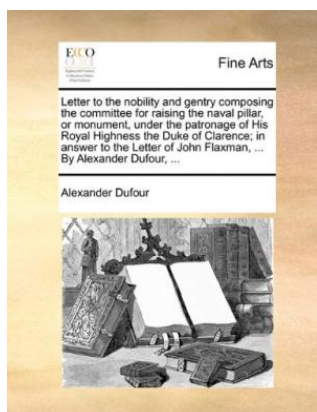 ECCO
Fine Arts
Letter to the nobility and gentry composing
the committee for raising the naval pillar,
or monument, under the patronage of His
Royal Highness the Duke of Clarence; in
answer to the Letter of John Flaxman, ...
By Alexander Dufour, ...
Alexander Dufour